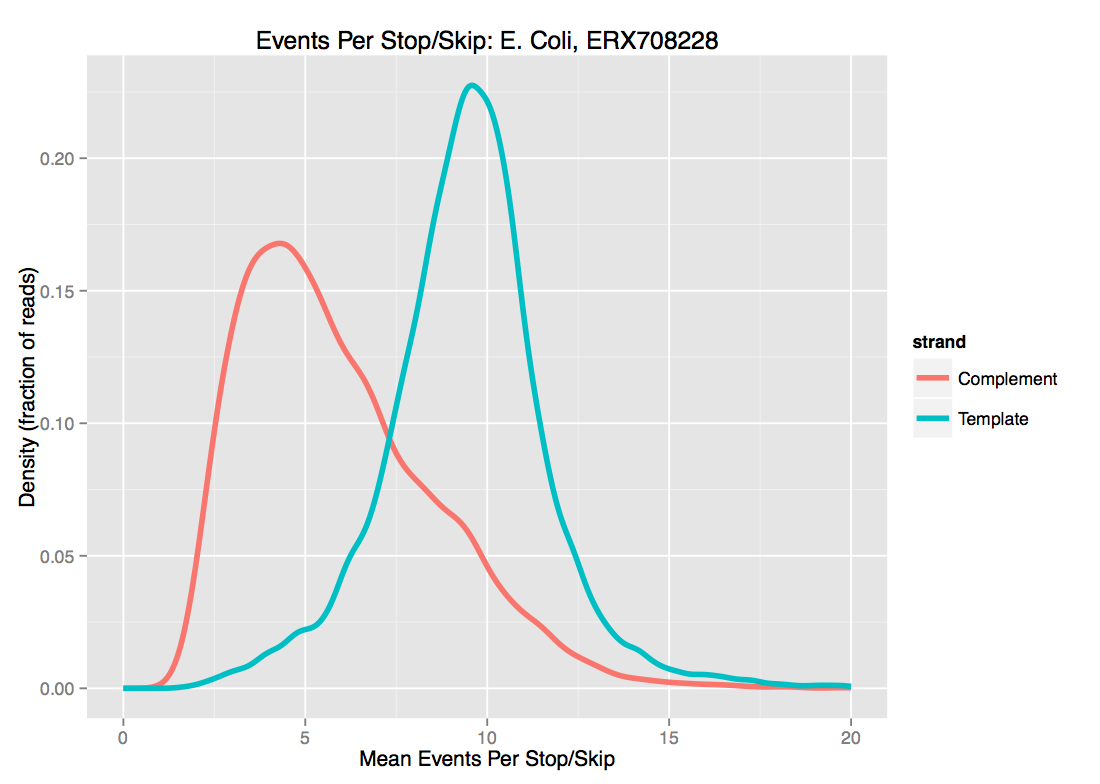 Events Per Stop/Skip: E. Coli, ERX708228
Density (fraction of reads)
0.20
0.15
0.10
0.05
0.00
0 5 10 15 20
Mean Events Per Stop/Skip
strand
Complement
Template